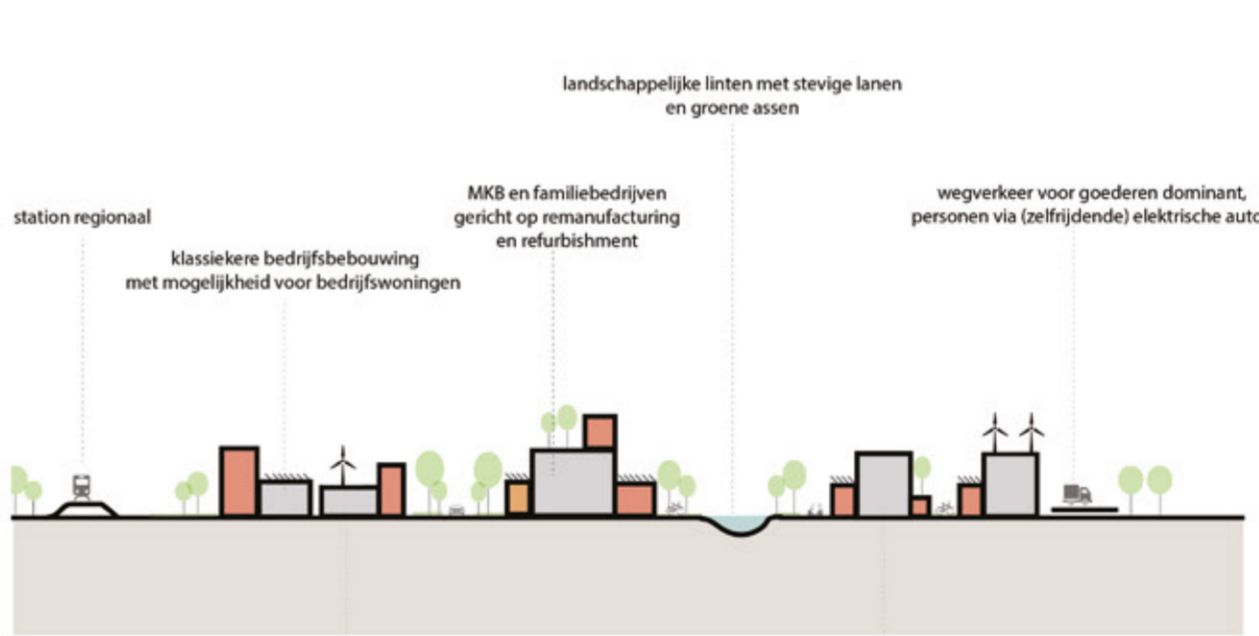 landschappelijke linten met stevige lanen
en groene assen
MKB en familiebedrijven
gericht op remanufacturing
en refurbishment
wegverkeer voor goederen dominant,
personen via (zelfrijdende) elektrische auto
station regionaal
klassiekere bedrijfsbebouwing
met mogelijkheid voor bedrijfswoningen